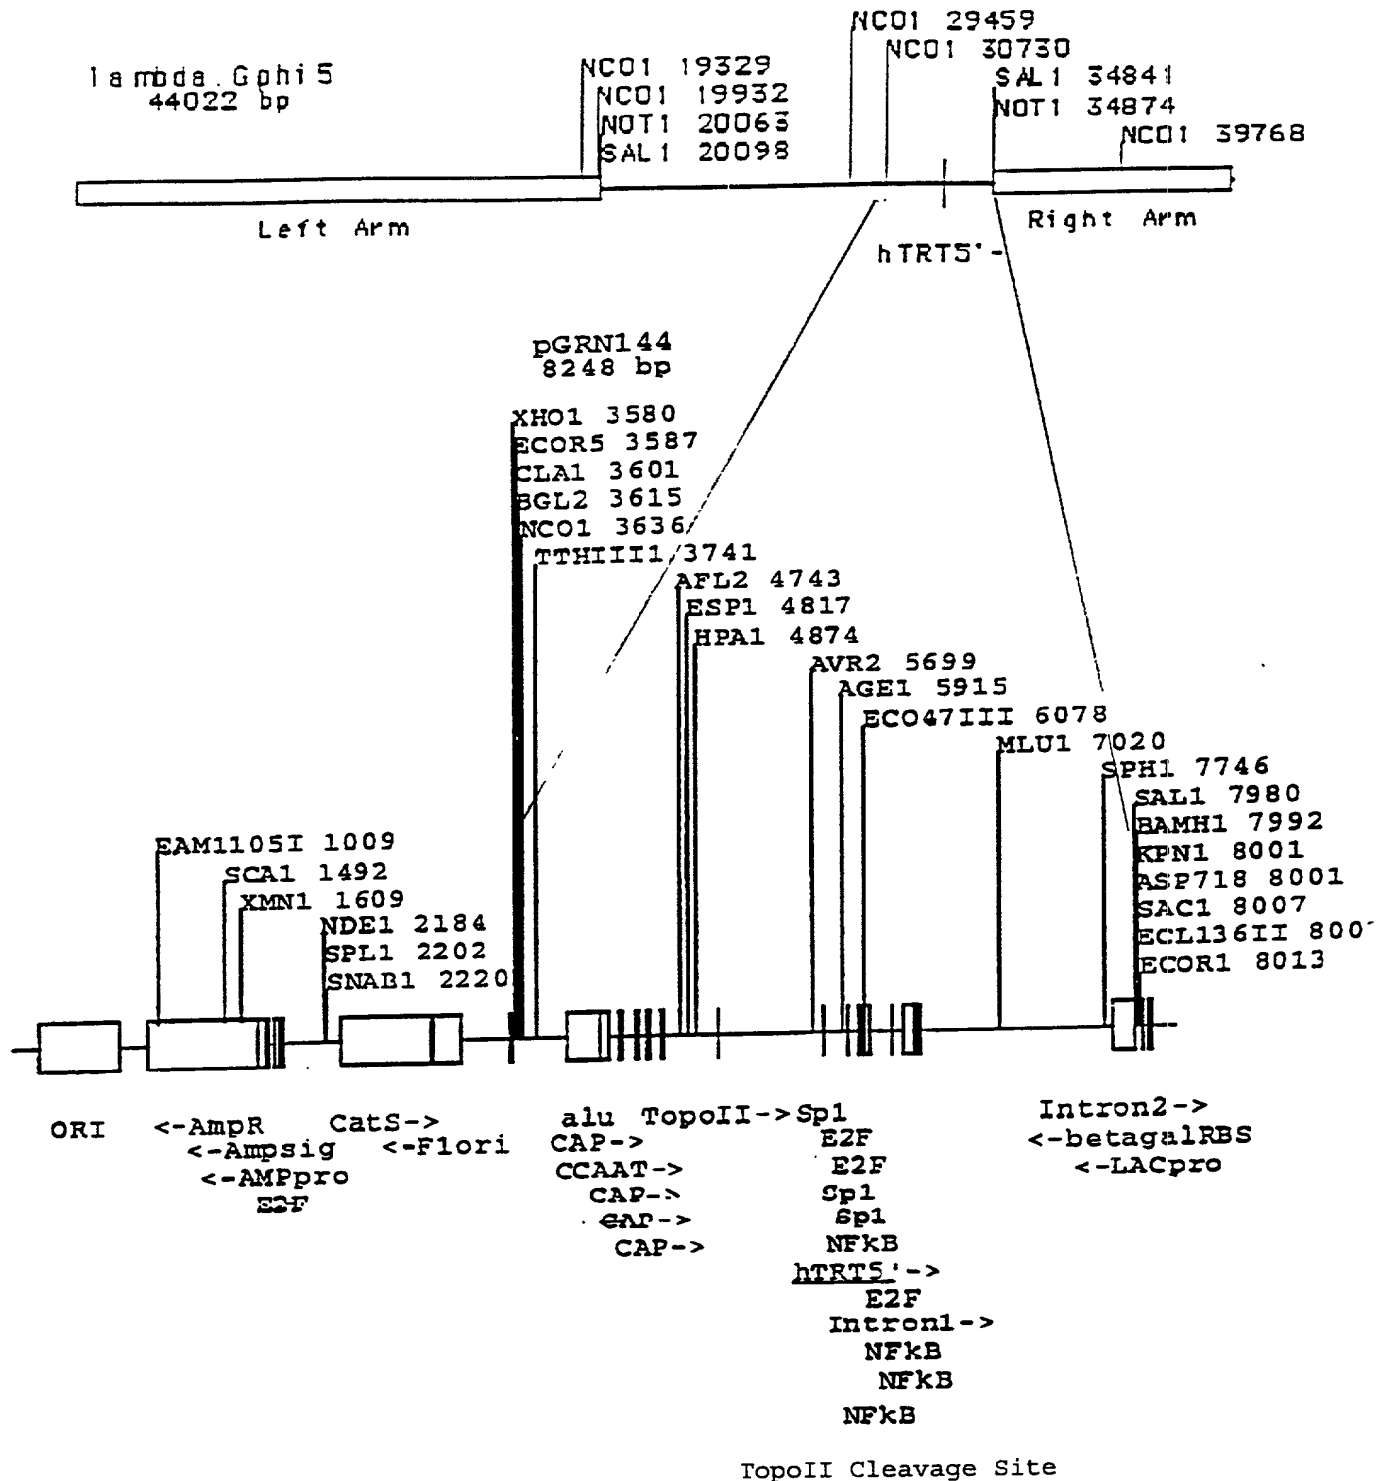 lambda.Gphi5
44022 bp
NCO1 19329
NCO1 19932
NOT1 20063
SAL1 20098
NCO1 29459
NCO1 30730
SAL1 34841
NOT1 34874
NCO1 39768
Left Arm
Right Arm
hTRT5'-
pGRN144
8248 bp
XHO1 3580
ECOR5 3587
CLA1 3601
BGL2 3615
NCO1 3636
TTHIII1 3741
AFL2 4743
ESP1 4817
HPA1 4874
AVR2 5699
AGE1 5915
ECO47III 6078
MLU1 7020
SPH1 7746
SAL1 7980
BAMH1 7992
KPN1 8001
ASP718 8001
SAC1 8007
ECL136II 800
ECOR1 8013
EAM1105I 1009
SCA1 1492
XMN1 1609
NDE1 2184
SPL1 2202
SNAB1 2220
ORI
<-AmpR
<-Ampsig
<-AMPpro
E2F
CatS->
<-F1ori
alu
CAP->
CCAAT->
CAP->
CAP->
CAP->
TopoII->
Sp1
E2F
E2F
Sp1
Sp1
NFkB
hTRT5'->
E2F
Intron1->
NFkB
NFkB
NFkB
Intron2->
<-betagalRBS
<-LACpro
TopoII Cleavage Site